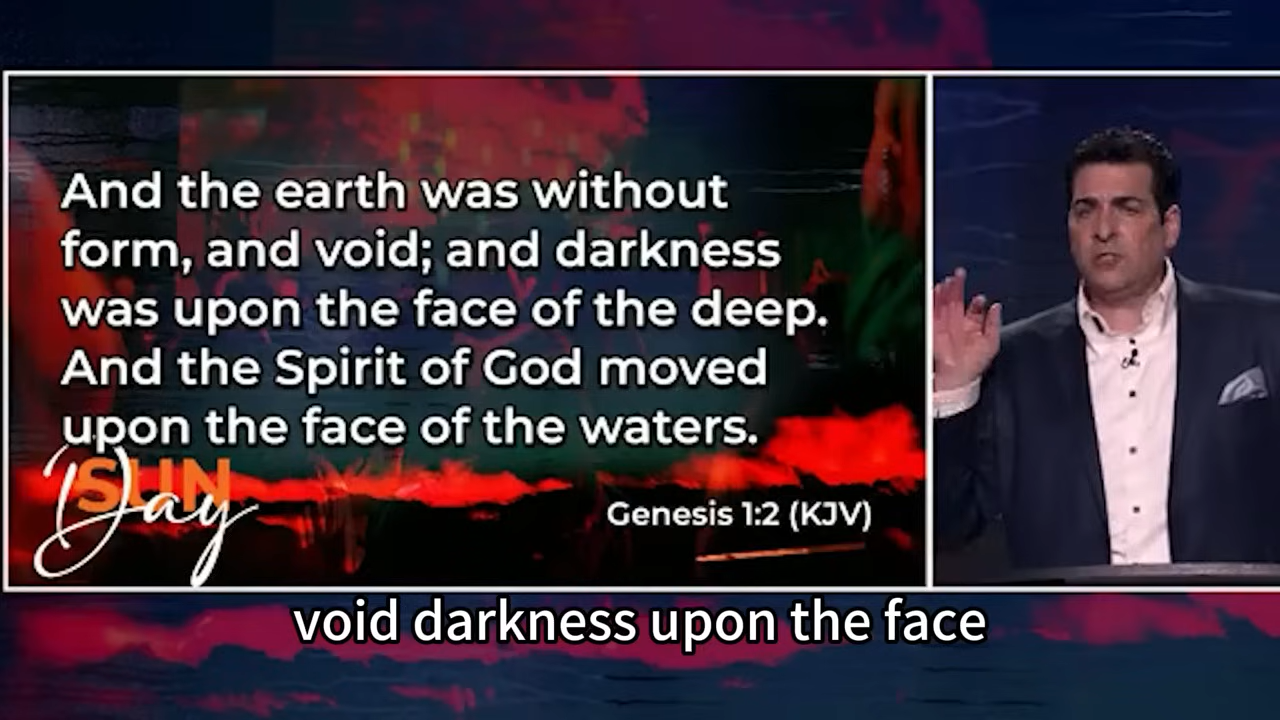 And the earth was without
form, and void; and darkness
was upon the face of the deep.
And the Spirit of God moved
upon the face of the waters.
SUN
Day
Genesis 1:2 (KJV)
void darkness upon the face